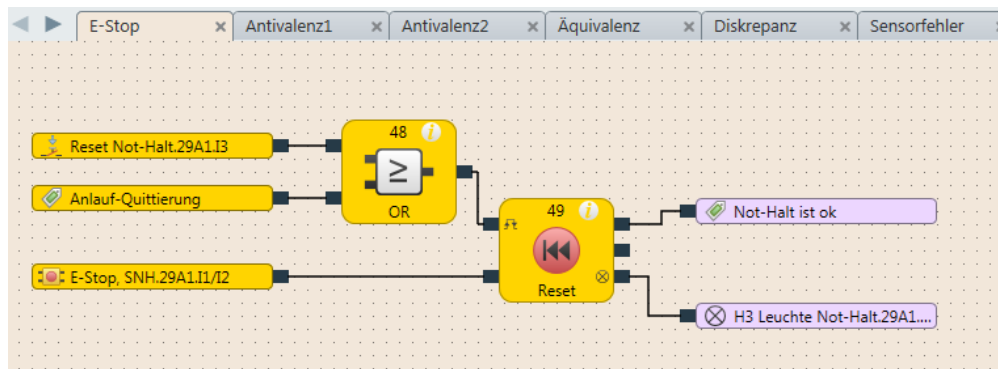 E-Stop
Antivalenz1
Antivalenz2
Äquivalenz
Diskrepanz
Sensorfehler
48
Reset Not-Halt.29A1.I3
≥
Anlauf-Quittierung
OR
49
Not-Halt ist ok
E-Stop, SNH.29A1.I1/I2
Reset
H3 Leuchte Not-Halt.29A1....